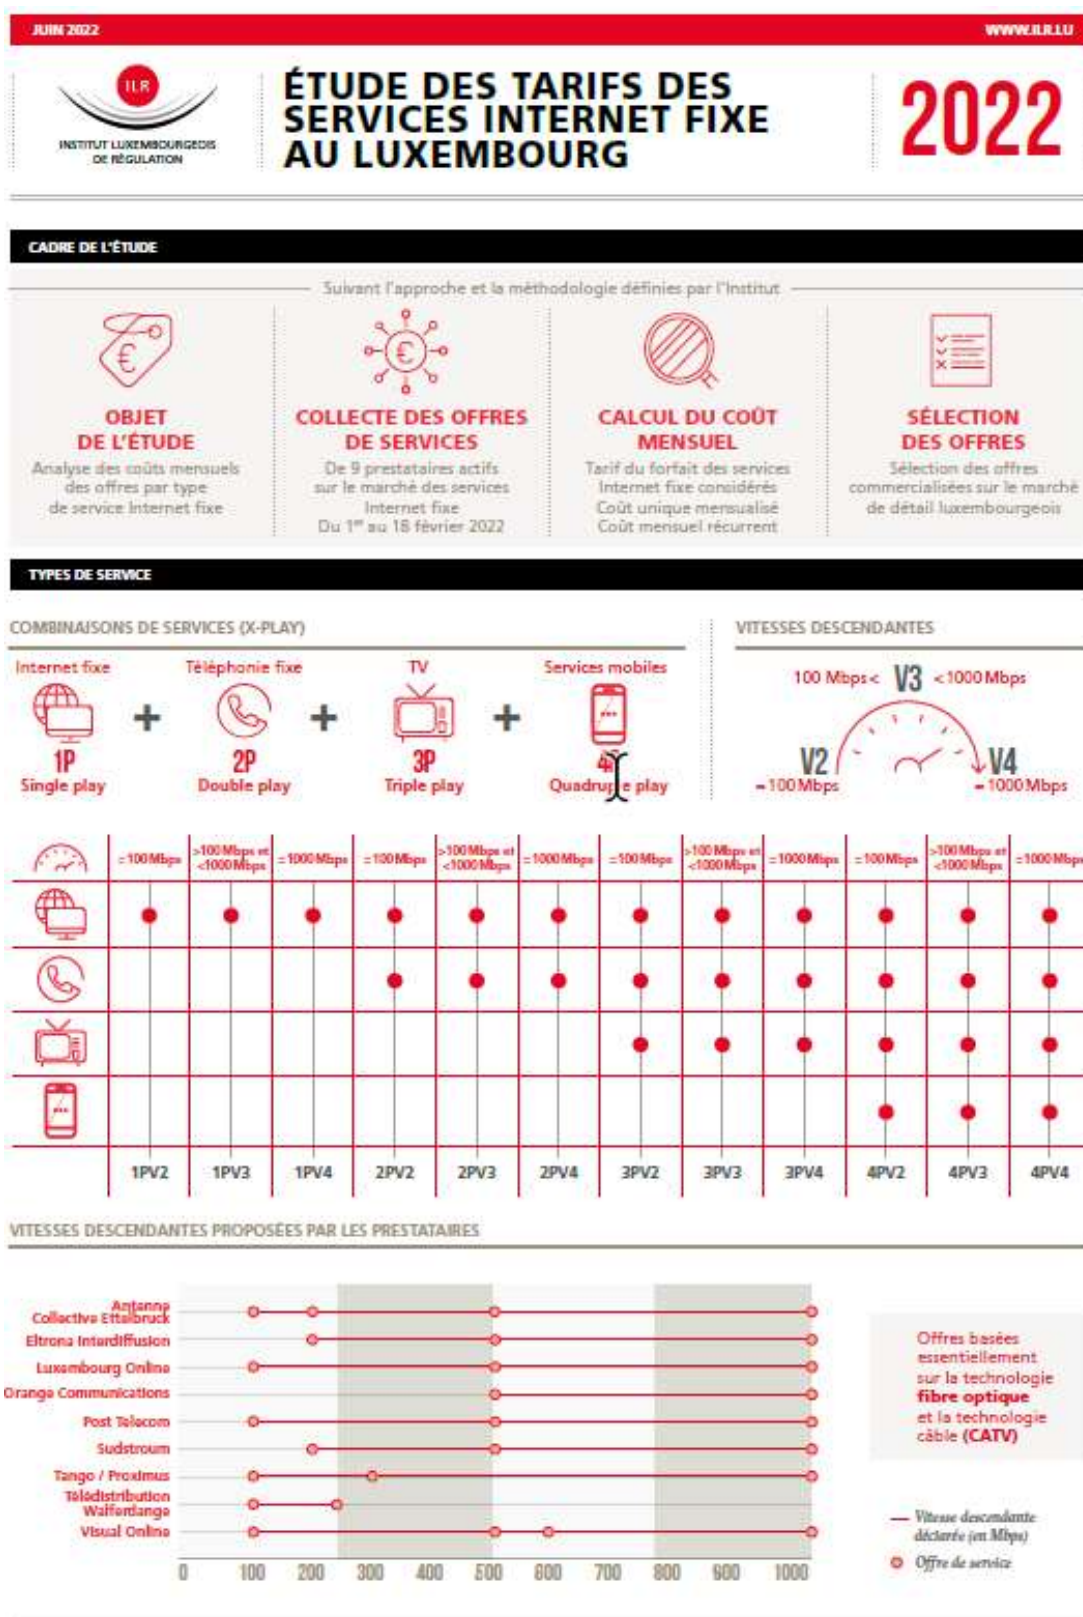 JUIN 2022
WWW.ILR.LU
ILR
INSTITUT LUXEMBOURGEOIS
DE RÉGULATION
ÉTUDE DES TARIFS DES
SERVICES INTERNET FIXE
AU LUXEMBOURG
2022
CADRE DE L'ÉTUDE
Suivant l'approche et la méthodologie définies par l'Institut
OBJET
DE L'ÉTUDE
Analyse des coûts mensuels
des offres par type
de service Internet fixe
COLLECTE DES OFFRES
DE SERVICES
De 9 prestataires actifs
sur le marché des services
Internet fixe
Du 1er au 18 février 2022
CALCUL DU COÛT
MENSUEL
Tarif du forfait des services
Internet fixe considérés
Coût unique mensualisé
Coût mensuel récurrent
SÉLECTION
DES OFFRES
Sélection des offres
commercialisées sur le marché
de détail luxembourgeois
TYPES DE SERVICE
COMBINAISONS DE SERVICES (X-PLAY)
Internet fixe
1P
Single play
+
Téléphonie fixe
2P
Double play
+
TV
3P
Triple play
+
Services mobiles
4P
Quadruple play
VITESSES DESCENDANTES
100 Mbps < V3 <1000 Mbps
V2
=100 Mbps
V4
=1000 Mbps
=100 Mbps >100 Mbps et <1000 Mbps =1000 Mbps =100 Mbps >100 Mbps et <1000 Mbps =1000 Mbps =100 Mbps >100 Mbps et <1000 Mbps =1000 Mbps =100 Mbps >100 Mbps et <1000 Mbps =1000 Mbps
1PV2 1PV3 1PV4 2PV2 2PV3 2PV4 3PV2 3PV3 3PV4 4PV2 4PV3 4PV4
VITESSES DESCENDANTES PROPOSÉES PAR LES PRESTATAIRES
Antenne
Collective Ettelbruck
Eltrona Interdiffusion
Luxembourg Online
Orange Communications
Post Telecom
Sudstroum
Tango / Proximus
Télédistribution
Walferdange
Visual Online
0 100 200 300 400 500 600 700 800 900 1000
Offres basées
essentiellement
sur la technologie
fibre optique
et la technologie
câble (CATV)
Vitesse descendante
déclarée (en Mbps)
Offre de service